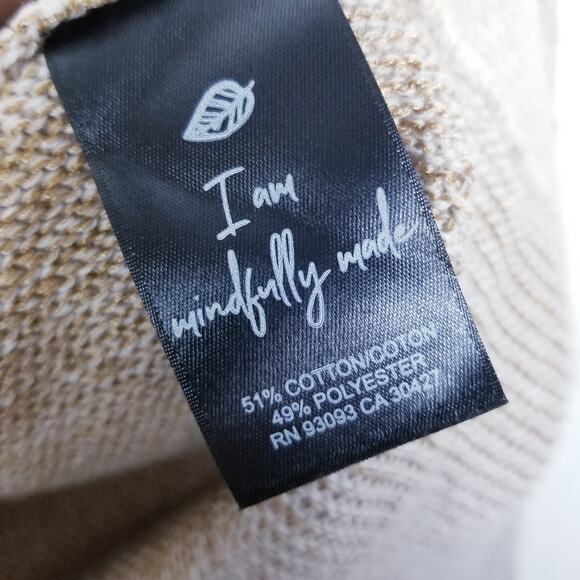 I am
mindfully made
51% COTTON/COTON
49% POLYESTER
RN 93093 CA 30427